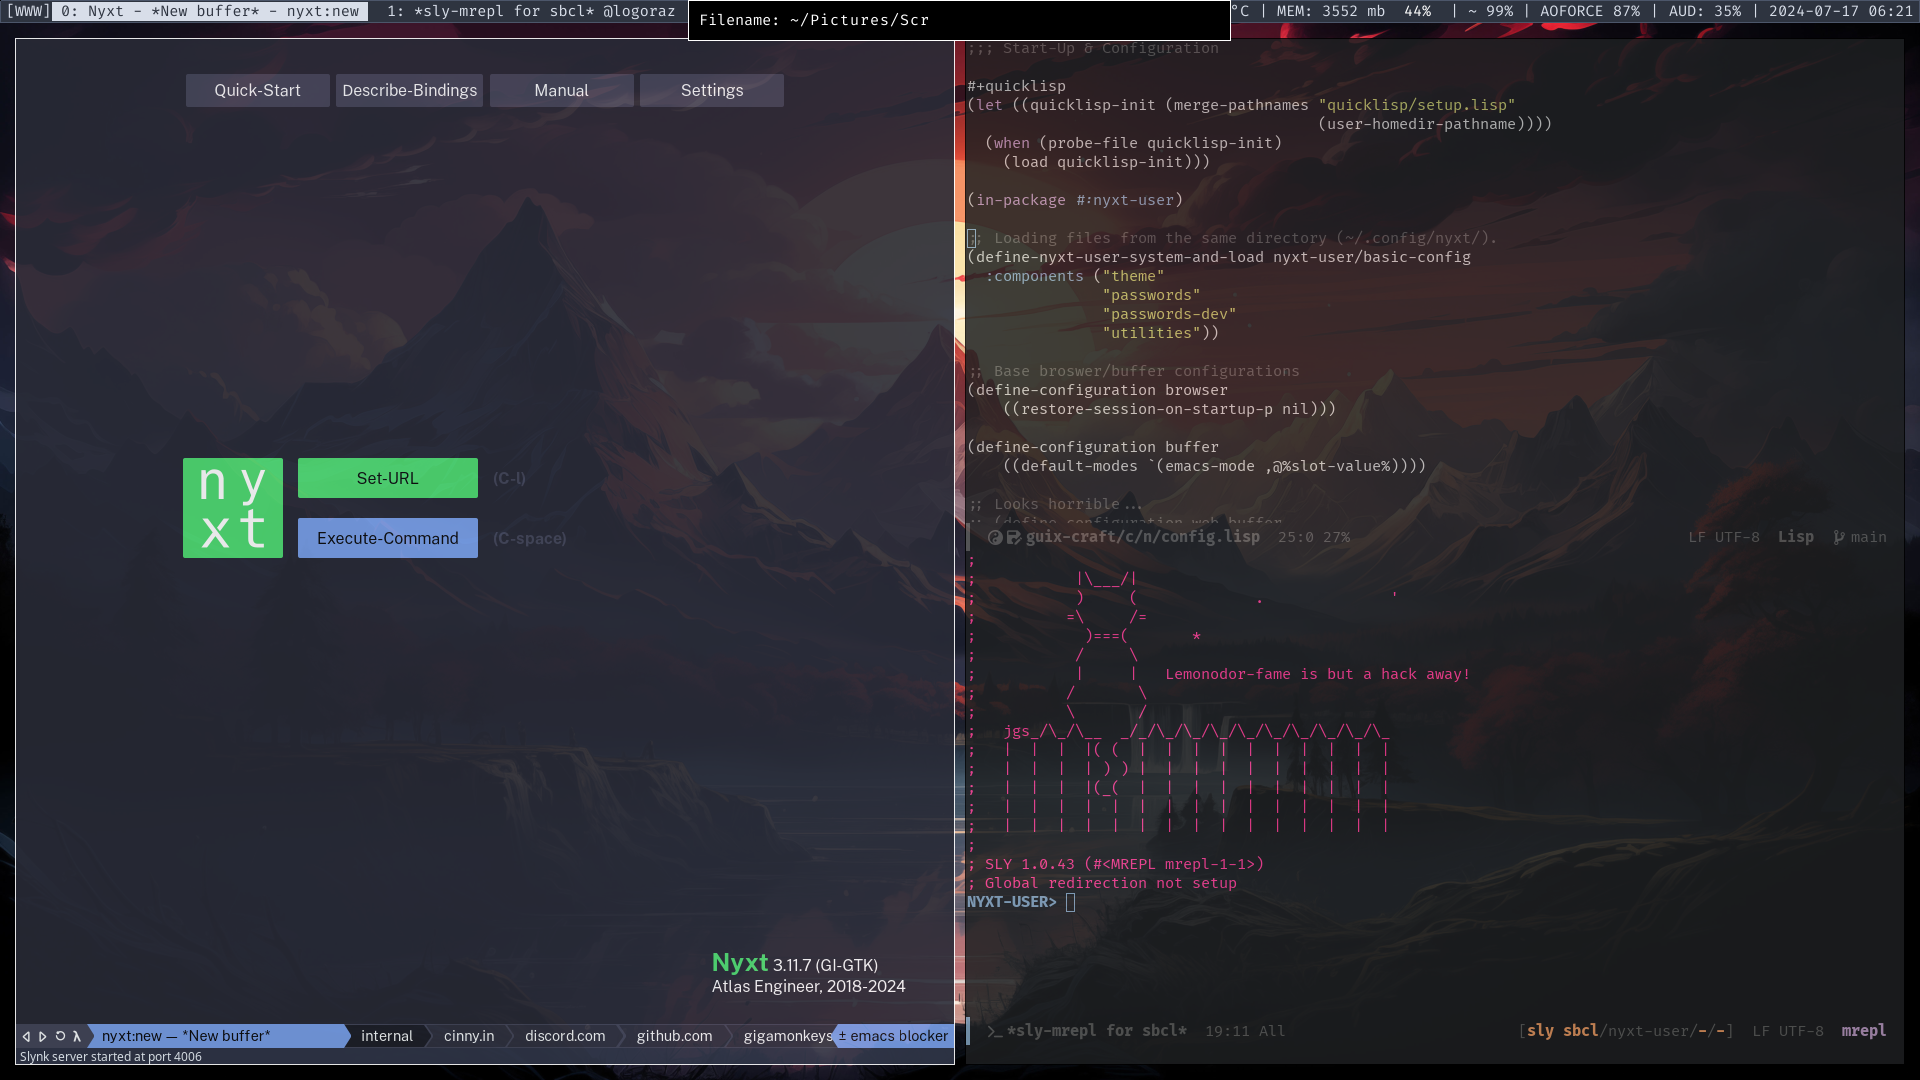 [WWW] 0: Nyxt - *New buffer* - nyxt:new 1: *sly-mrepl for sbcl* @logoraz
Filename: ~/Pictures/Scr
°C | MEM: 3552 mb 44% | ~ 99% | AOFORCE 87% | AUD: 35% | 2024-07-17 06:21
Quick-Start Describe-Bindings Manual Settings
ny
xt
Set-URL (C-l)
Execute-Command (C-space)
Nyxt 3.11.7 (GI-GTK)
Atlas Engineer, 2018-2024
λ nyxt:new — *New buffer* internal cinny.in discord.com github.com gigamonkeys ± emacs blocker
Slynk server started at port 4006
;;; Start-Up & Configuration
#+quicklisp
(let ((quicklisp-init (merge-pathnames "quicklisp/setup.lisp"
                                       (user-homedir-pathname))))
  (when (probe-file quicklisp-init)
    (load quicklisp-init)))
(in-package #:nyxt-user)
;; Loading files from the same directory (~/.config/nyxt/).
(define-nyxt-user-system-and-load nyxt-user/basic-config
  :components ("theme"
               "passwords"
               "passwords-dev"
               "utilities"))
;; Base broswer/buffer configurations
(define-configuration browser
    ((restore-session-on-startup-p nil)))
(define-configuration buffer
    ((default-modes `(emacs-mode ,@%slot-value%))))
;; Looks horrible...
;; (define-configuration web-buffer
guix-craft/c/n/config.lisp 25:0 27% LF UTF-8 Lisp main
;
;           |\___/|
;           )     (             .              '
;          =\     /=
;            )===(       *
;           /     \
;           |     |   Lemonodor-fame is but a hack away!
;          /       \
;          \       /
;   jgs_/\_/\__  _/_/\_/\_/\_/\_/\_/\_/\_/\_/\_
;   |  |  |  |( (  |  |  |  |  |  |  |  |  |  |
;   |  |  |  | ) ) |  |  |  |  |  |  |  |  |  |
;   |  |  |  |(_(  |  |  |  |  |  |  |  |  |  |
;   |  |  |  |  |  |  |  |  |  |  |  |  |  |  |
;   |  |  |  |  |  |  |  |  |  |  |  |  |  |  |
;
; SLY 1.0.43 (#<MREPL mrepl-1-1>)
; Global redirection not setup
NYXT-USER>
*sly-mrepl for sbcl* 19:11 All [sly sbcl/nyxt-user/-/-] LF UTF-8 mrepl